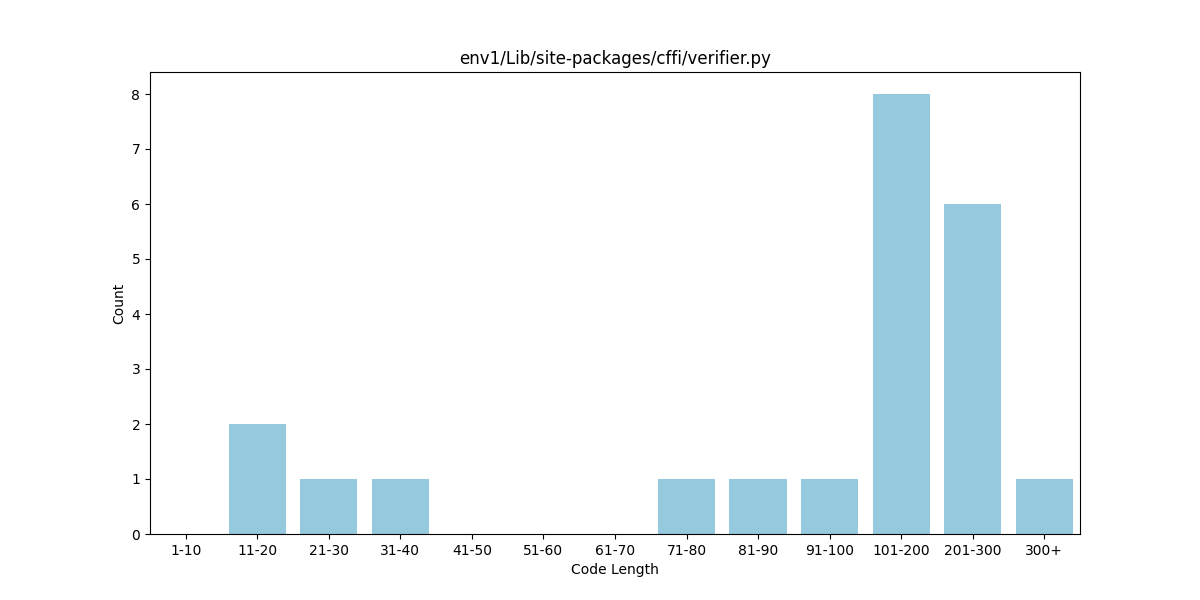 env1/Lib/site-packages/cffi/verifier.py
8
7
6
5
4
3
2
1
0
Count
1-10 11-20 21-30 31-40 41-50 51-60 61-70 71-80 81-90 91-100 101-200 201-300 300+
Code Length